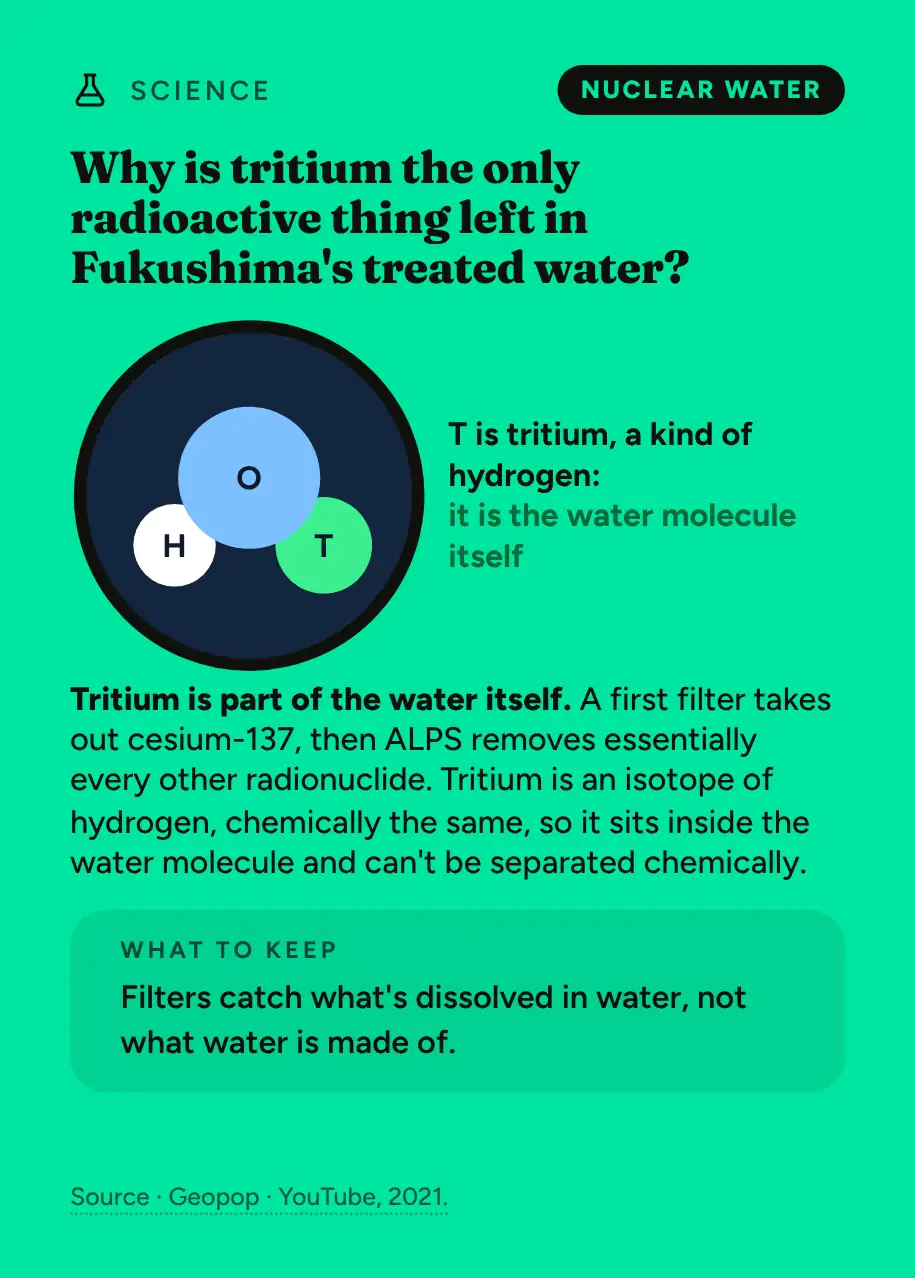 SCIENCE
NUCLEAR WATER
Why is tritium the only
radioactive thing left in
Fukushima's treated water?
O
H
T
T is tritium, a kind of
hydrogen:
it is the water molecule
itself
Tritium is part of the water itself. A first filter takes
out cesium-137, then ALPS removes essentially
every other radionuclide. Tritium is an isotope of
hydrogen, chemically the same, so it sits inside the
water molecule and can't be separated chemically.
WHAT TO KEEP
Filters catch what's dissolved in water, not
what water is made of.
Source · Geopop · YouTube, 2021.